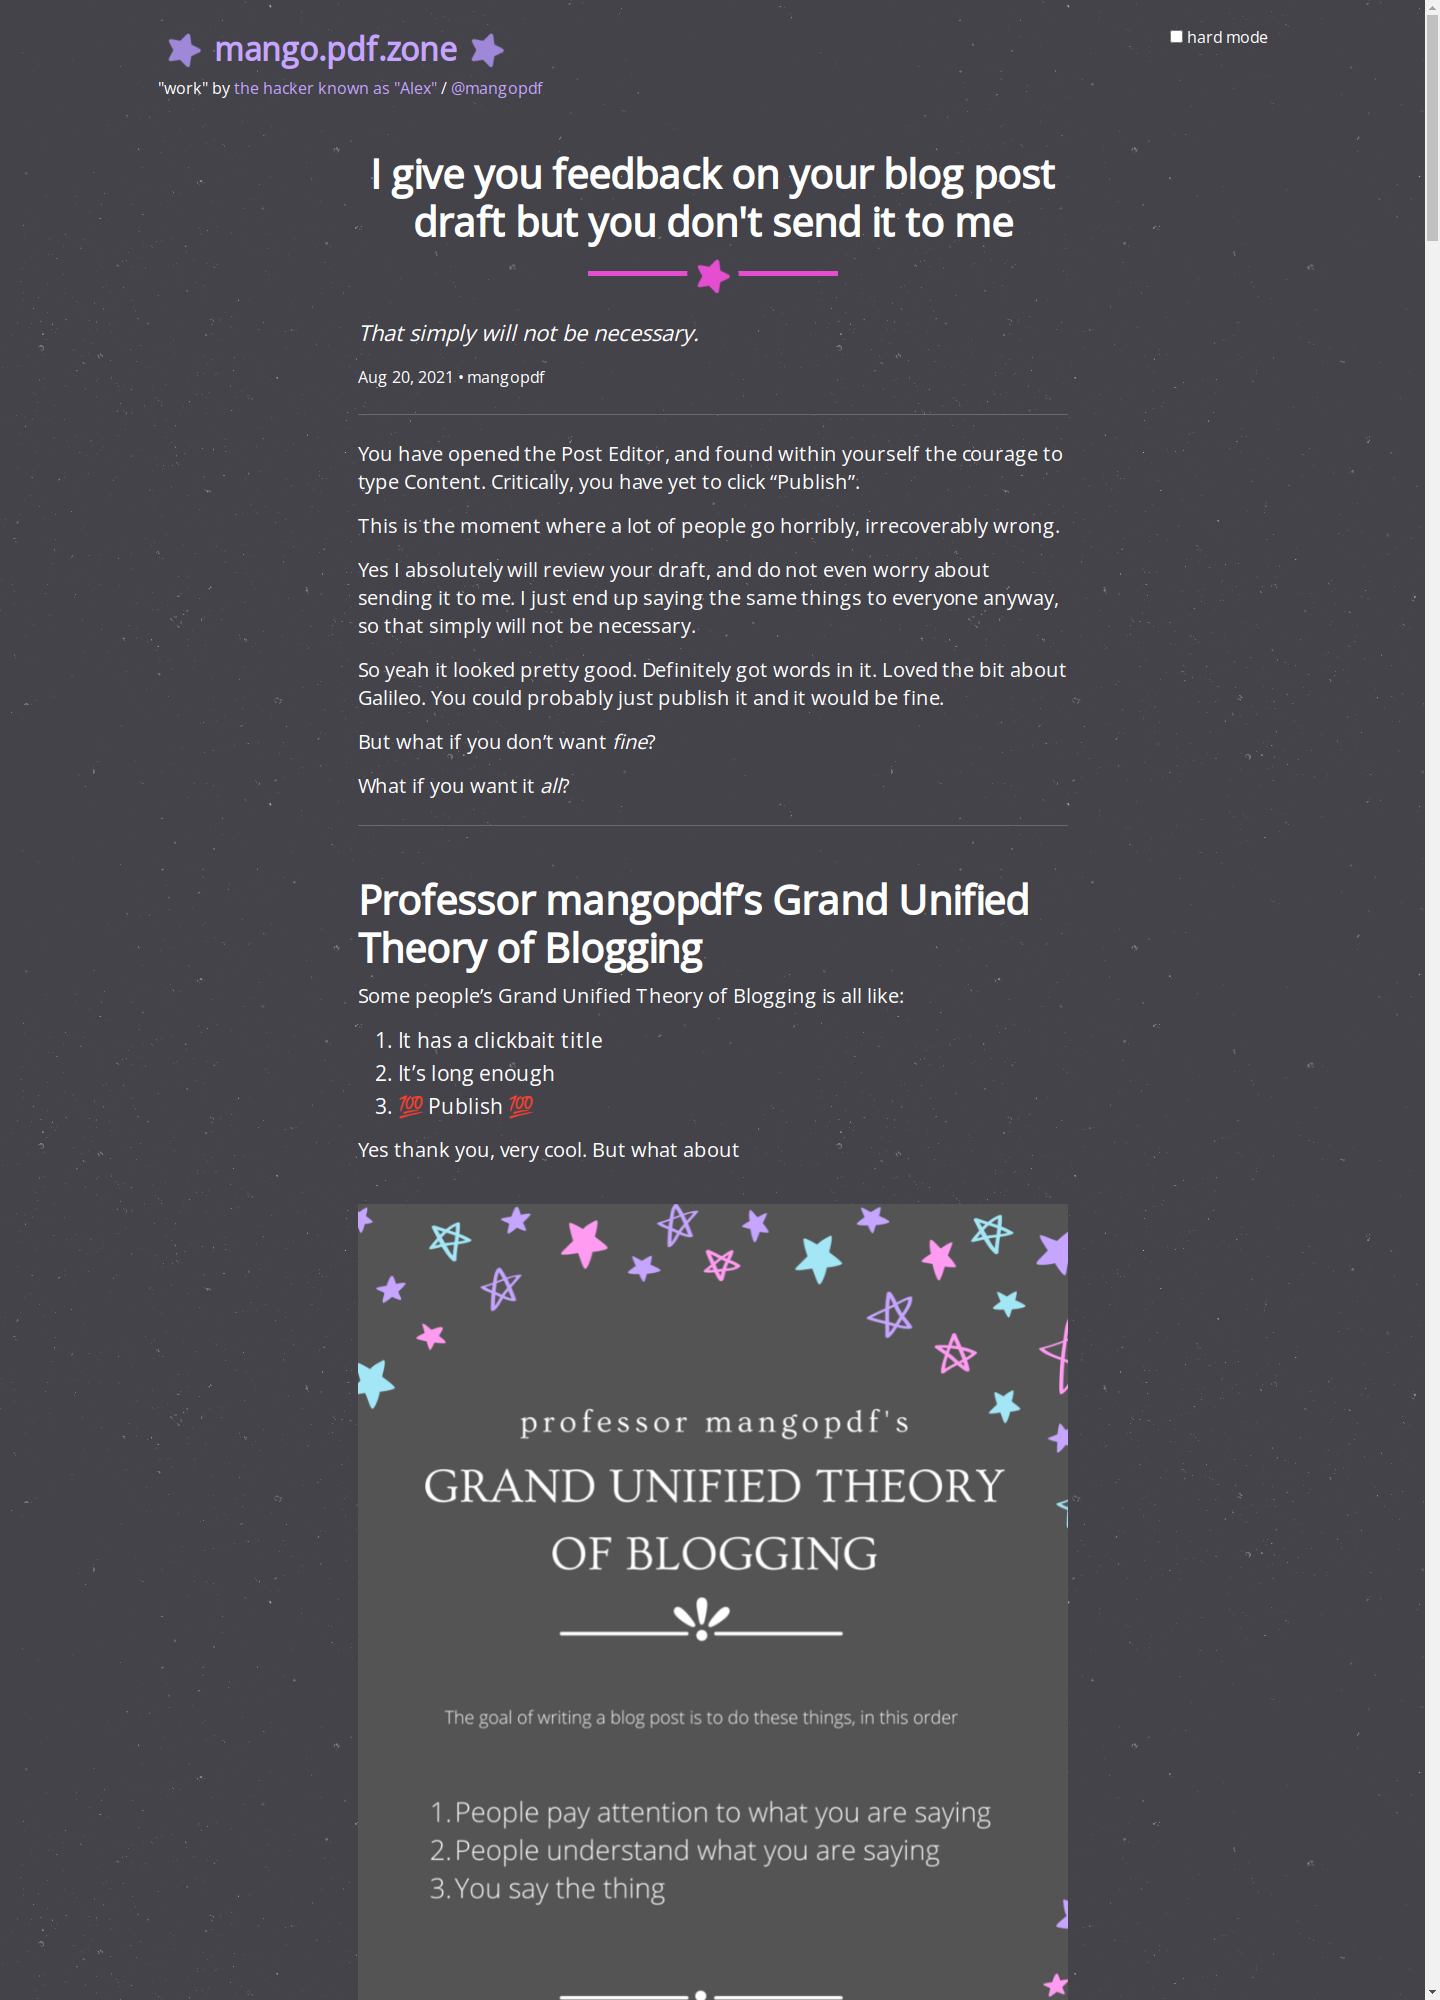 mango.pdf.zone
hard mode
"work" by the hacker known as "Alex" / @mangopdf
I give you feedback on your blog post
draft but you don't send it to me
That simply will not be necessary.
Aug 20, 2021 • mangopdf
You have opened the Post Editor, and found within yourself the courage to
type Content. Critically, you have yet to click “Publish”.
This is the moment where a lot of people go horribly, irrecoverably wrong.
Yes I absolutely will review your draft, and do not even worry about
sending it to me. I just end up saying the same things to everyone anyway,
so that simply will not be necessary.
So yeah it looked pretty good. Definitely got words in it. Loved the bit about
Galileo. You could probably just publish it and it would be fine.
But what if you don’t want fine?
What if you want it all?
Professor mangopdf’s Grand Unified
Theory of Blogging
Some people’s Grand Unified Theory of Blogging is all like:
1. It has a clickbait title
2. It’s long enough
3. 💯 Publish 💯
Yes thank you, very cool. But what about
professor mangopdf's
GRAND UNIFIED THEORY
OF BLOGGING
The goal of writing a blog post is to do these things, in this order
1. People pay attention to what you are saying
2. People understand what you are saying
3. You say the thing